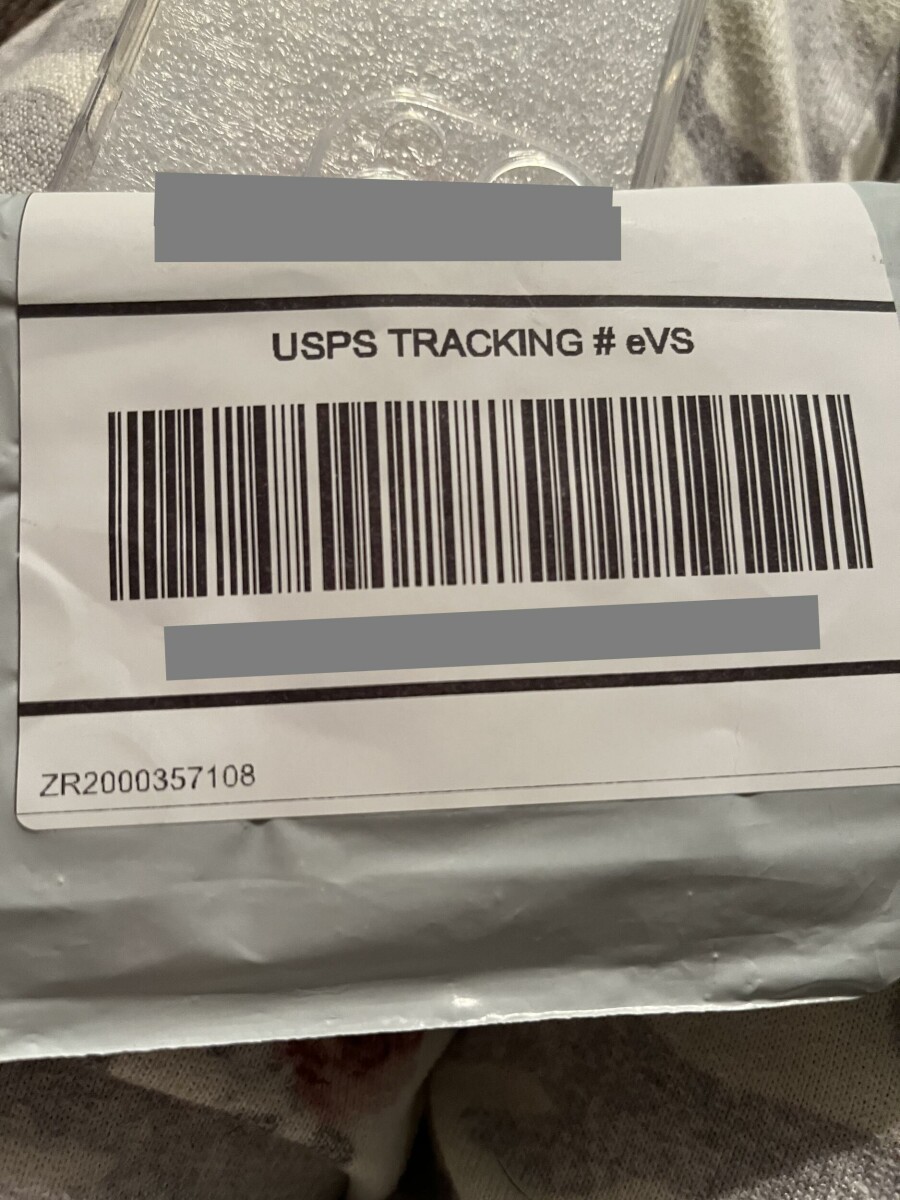 USPS TRACKING # eVS
ZR2000357108